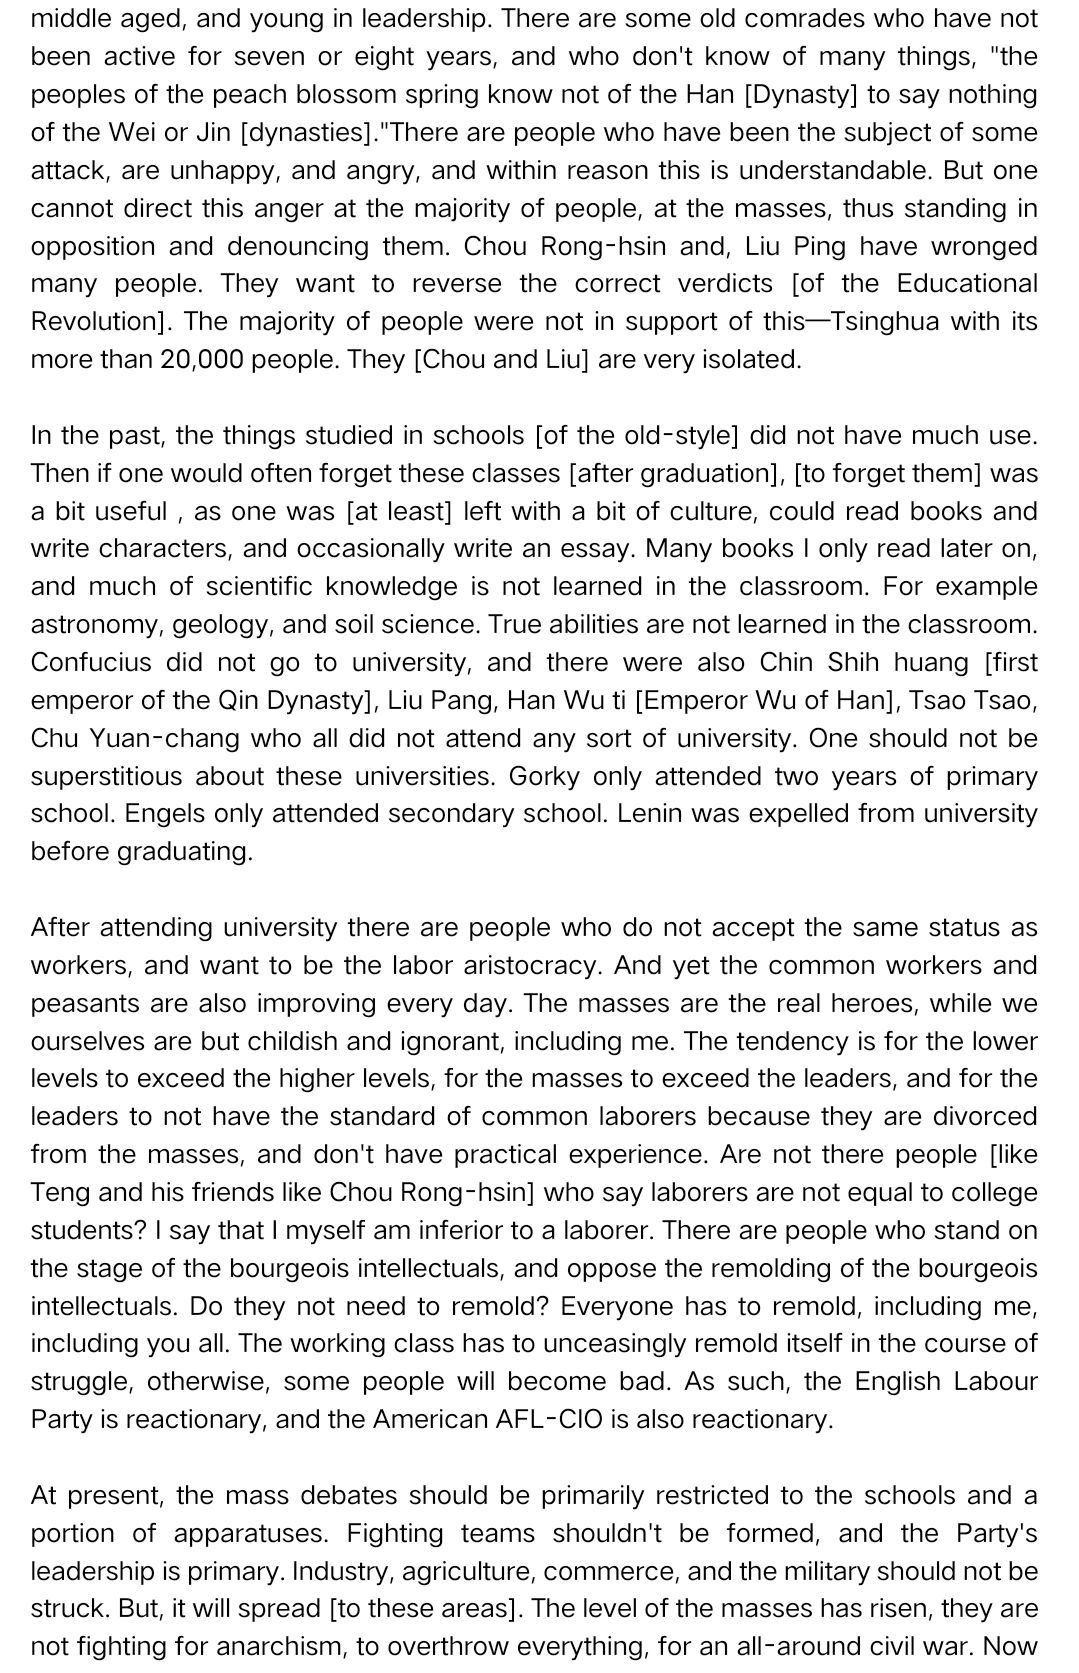 middle aged, and young in leadership. There are some old comrades who have not
been active for seven or eight years, and who don't know of many things, "the
peoples of the peach blossom spring know not of the Han [Dynasty] to say nothing
of the Wei or Jin [dynasties]."There are people who have been the subject of some
attack, are unhappy, and angry, and within reason this is understandable. But one
cannot direct this anger at the majority of people, at the masses, thus standing in
opposition and denouncing them. Chou Rong-hsin and, Liu Ping have wronged
many people. They want to reverse the correct verdicts [of the Educational
Revolution]. The majority of people were not in support of this—Tsinghua with its
more than 20,000 people. They [Chou and Liu] are very isolated.

In the past, the things studied in schools [of the old-style] did not have much use.
Then if one would often forget these classes [after graduation], [to forget them] was
a bit useful , as one was [at least] left with a bit of culture, could read books and
write characters, and occasionally write an essay. Many books I only read later on,
and much of scientific knowledge is not learned in the classroom. For example
astronomy, geology, and soil science. True abilities are not learned in the classroom.
Confucius did not go to university, and there were also Chin Shih huang [first
emperor of the Qin Dynasty], Liu Pang, Han Wu ti [Emperor Wu of Han], Tsao Tsao,
Chu Yuan-chang who all did not attend any sort of university. One should not be
superstitious about these universities. Gorky only attended two years of primary
school. Engels only attended secondary school. Lenin was expelled from university
before graduating.

After attending university there are people who do not accept the same status as
workers, and want to be the labor aristocracy. And yet the common workers and
peasants are also improving every day. The masses are the real heroes, while we
ourselves are but childish and ignorant, including me. The tendency is for the lower
levels to exceed the higher levels, for the masses to exceed the leaders, and for the
leaders to not have the standard of common laborers because they are divorced
from the masses, and don't have practical experience. Are not there people [like
Teng and his friends like Chou Rong-hsin] who say laborers are not equal to college
students? I say that I myself am inferior to a laborer. There are people who stand on
the stage of the bourgeois intellectuals, and oppose the remolding of the bourgeois
intellectuals. Do they not need to remold? Everyone has to remold, including me,
including you all. The working class has to unceasingly remold itself in the course of
struggle, otherwise, some people will become bad. As such, the English Labour
Party is reactionary, and the American AFL-CIO is also reactionary.

At present, the mass debates should be primarily restricted to the schools and a
portion of apparatuses. Fighting teams shouldn't be formed, and the Party's
leadership is primary. Industry, agriculture, commerce, and the military should not be
struck. But, it will spread [to these areas]. The level of the masses has risen, they are
not fighting for anarchism, to overthrow everything, for an all-around civil war. Now